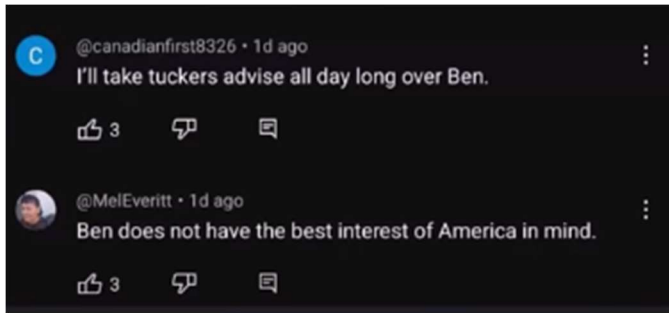 C
@canadianfirst8326 • 1d ago
I'll take tuckers advise all day long over Ben.
3
@MelEveritt • 1d ago
Ben does not have the best interest of America in mind.
3